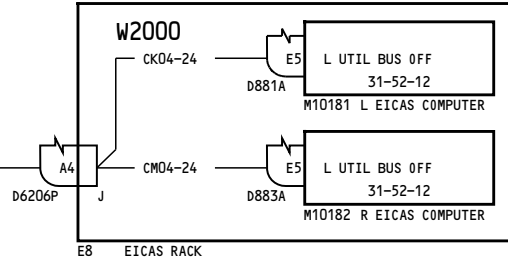 W2000
CK04-24
E5
L UTIL BUS OFF
31-52-12
D881A
M10181 L EICAS COMPUTER
A4
CM04-24
E5
L UTIL BUS OFF
31-52-12
D6206P
J
D883A
M10182 R EICAS COMPUTER
E8 EICAS RACK